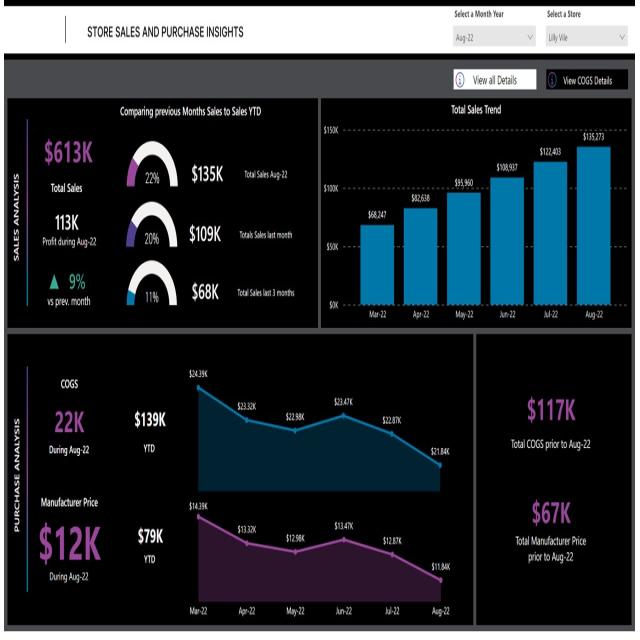 Select a Month Year
Select a Store
STORE SALES AND PURCHASE INSIGHTS
Aug-22
Lilly Vile
View all Details
View COGS Details
SALES ANALYSIS
Comparing previous Months Sales to Sales YTD
$613K
Total Sales
113K
Profit during Aug-22
9%
vs prev. month
22%
$135K
Total Sales Aug-22
20%
$109K
Totals Sales last month
11%
$68K
Total Sales last 3 months
Total Sales Trend
$150K
$100K
$50K
$0K
$68,247
$82,638
$95,960
$108,937
$122,403
$135,273
Mar-22
Apr-22
May-22
Jun-22
Jul-22
Aug-22
PURCHASE ANALYSIS
COGS
22K
During Aug-22
$139K
YTD
Manufacturer Price
$12K
During Aug-22
$79K
YTD
$24.39K
$23.32K
$22.98K
$23.47K
$22.87K
$21.84K
$14.39K
$13.32K
$12.98K
$13.47K
$12.87K
$11.84K
Mar-22
Apr-22
May-22
Jun-22
Jul-22
Aug-22
$117K
Total COGS prior to Aug-22
$67K
Total Manufacturer Price
prior to Aug-22